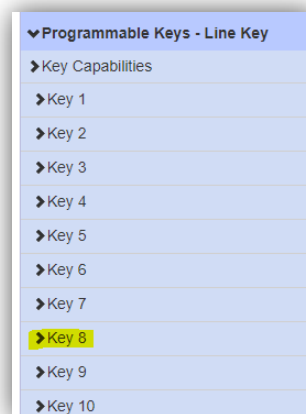 Programmable Keys - Line Key
Key Capabilities
Key 1
Key 2
Key 3
Key 4
Key 5
Key 6
Key 7
Key 8
Key 9
Key 10